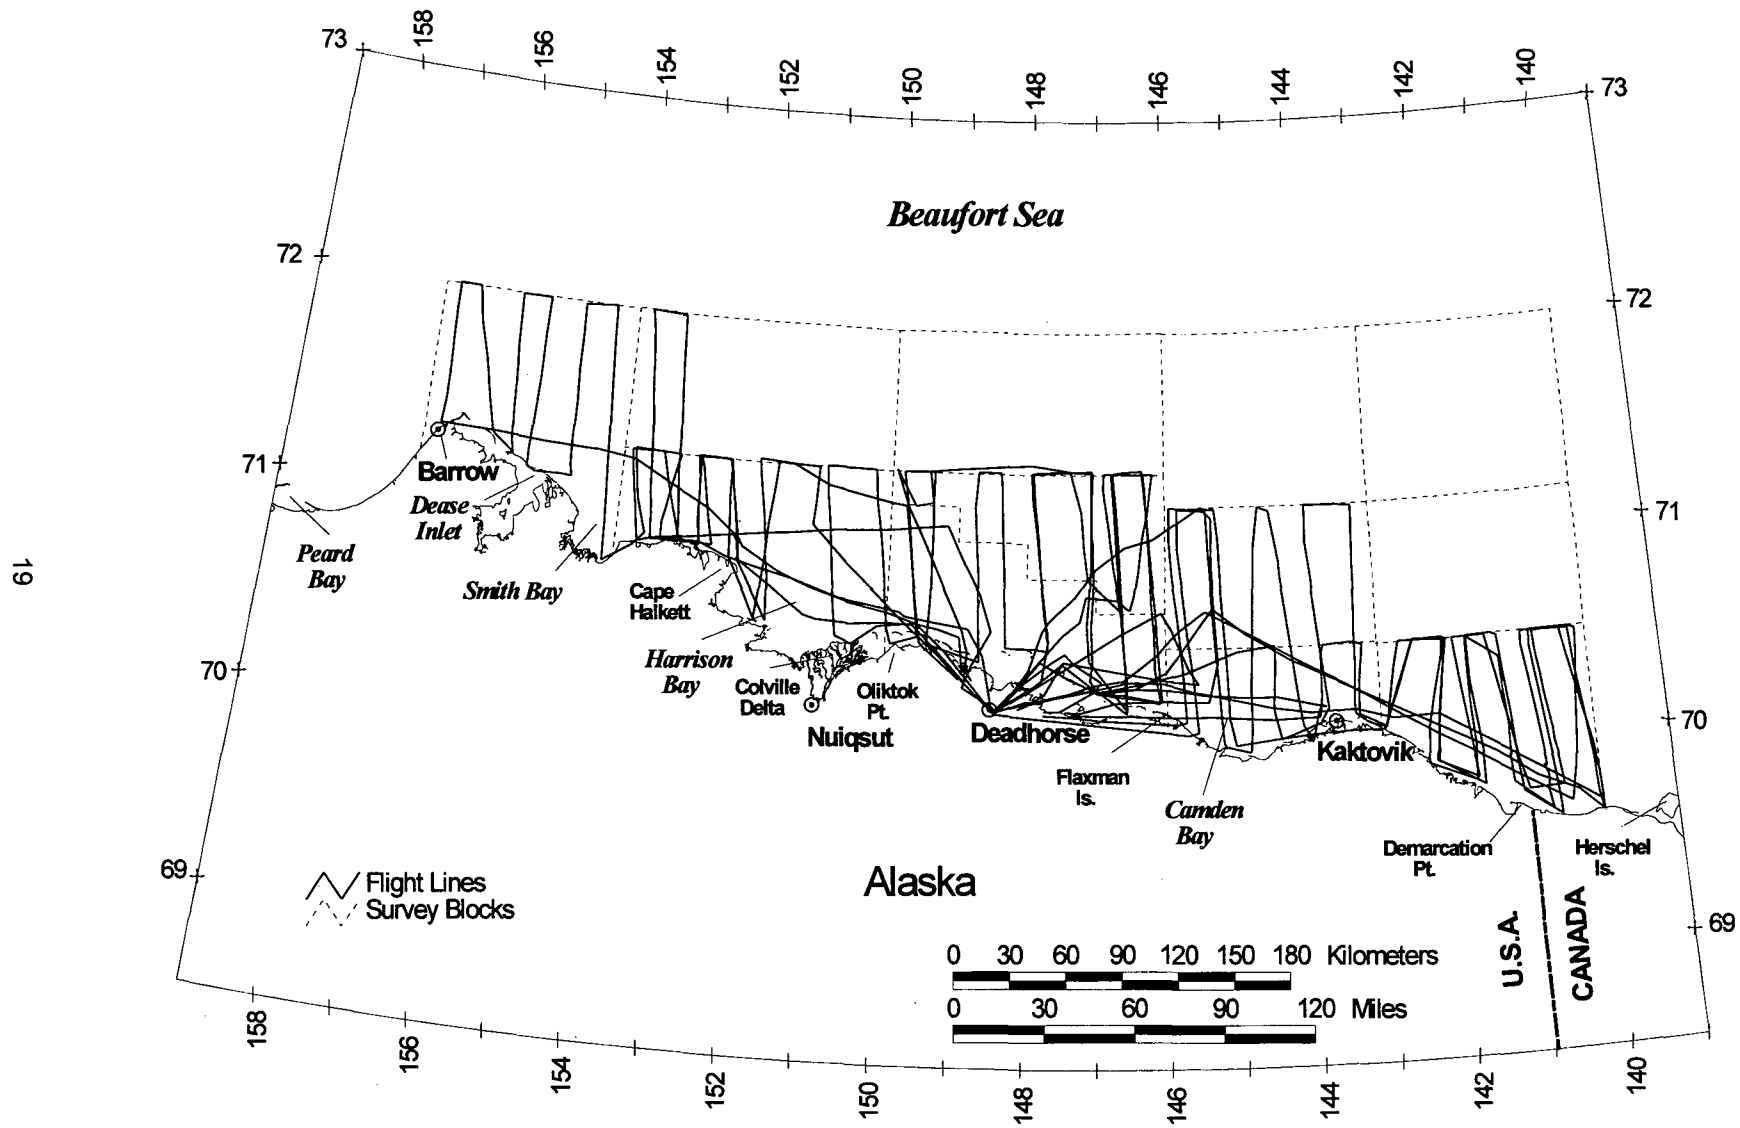 158
156
154
152
150
148
146
144
142
140
73
73
Beaufort Sea
72
72
71
71
Barrow
Dease
Inlet
Peard
Bay
Smith Bay
Cape
Halkett
Harrison
Bay
70
70
Colville
Delta
Oliktok
Pt.
Nuiqsut
Deadhorse
Kaktovik
Flaxman
Is.
Camden
Bay
Demarcation
Pt.
Herschel
Is.
69
69
Alaska
Flight Lines
Survey Blocks
U.S.A.
CANADA
0 30 60 90 120 150 180 Kilometers
0 30 60 90 120 Miles
158
156
154
152
150
148
146
144
142
140
19